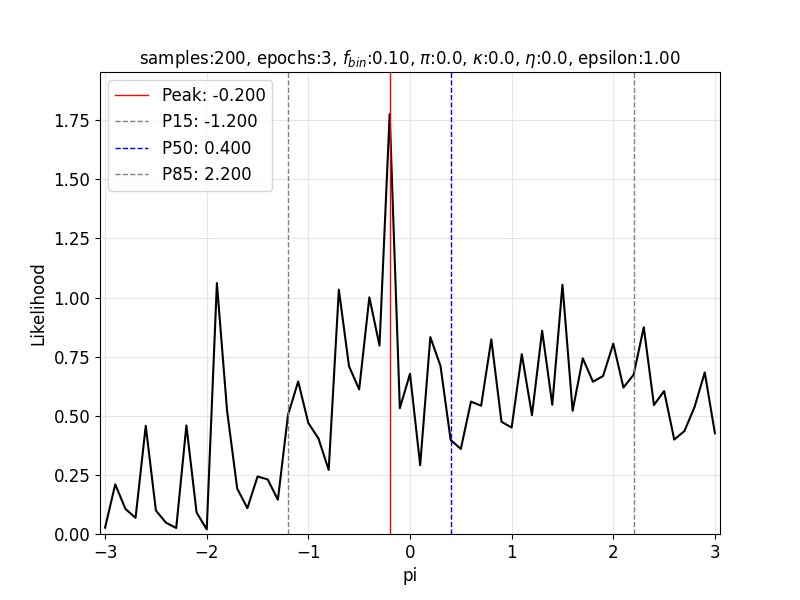 samples:200, epochs:3, f_bin:0.10, π:0.0, κ:0.0, η:0.0, epsilon:1.00
Peak: -0.200
P15: -1.200
P50: 0.400
P85: 2.200
Likelihood
1.75
1.50
1.25
1.00
0.75
0.50
0.25
0.00
−3 −2 −1 0 1 2 3
pi